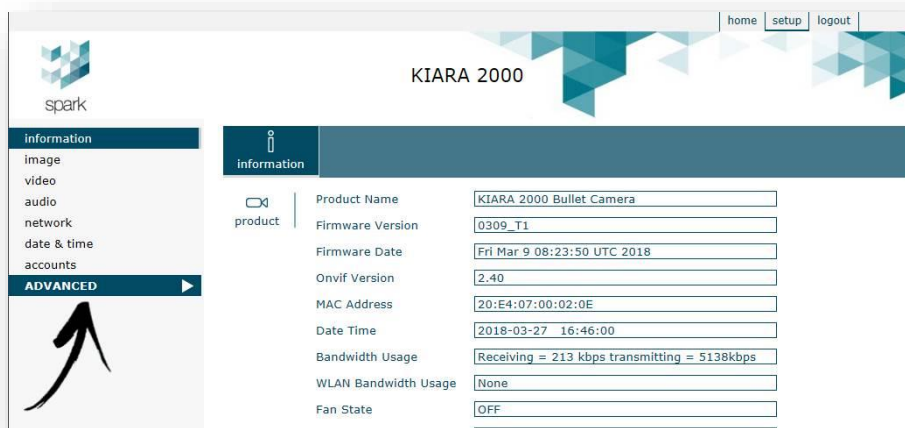 home setup logout
KIARA 2000
spark
information
image
video
audio
network
date & time
accounts
ADVANCED
information
product
Product Name KIARA 2000 Bullet Camera
Firmware Version 0309_T1
Firmware Date Fri Mar 9 08:23:50 UTC 2018
Onvif Version 2.40
MAC Address 20:E4:07:00:02:0E
Date Time 2018-03-27 16:46:00
Bandwidth Usage Receiving = 213 kbps transmitting = 5138kbps
WLAN Bandwidth Usage None
Fan State OFF